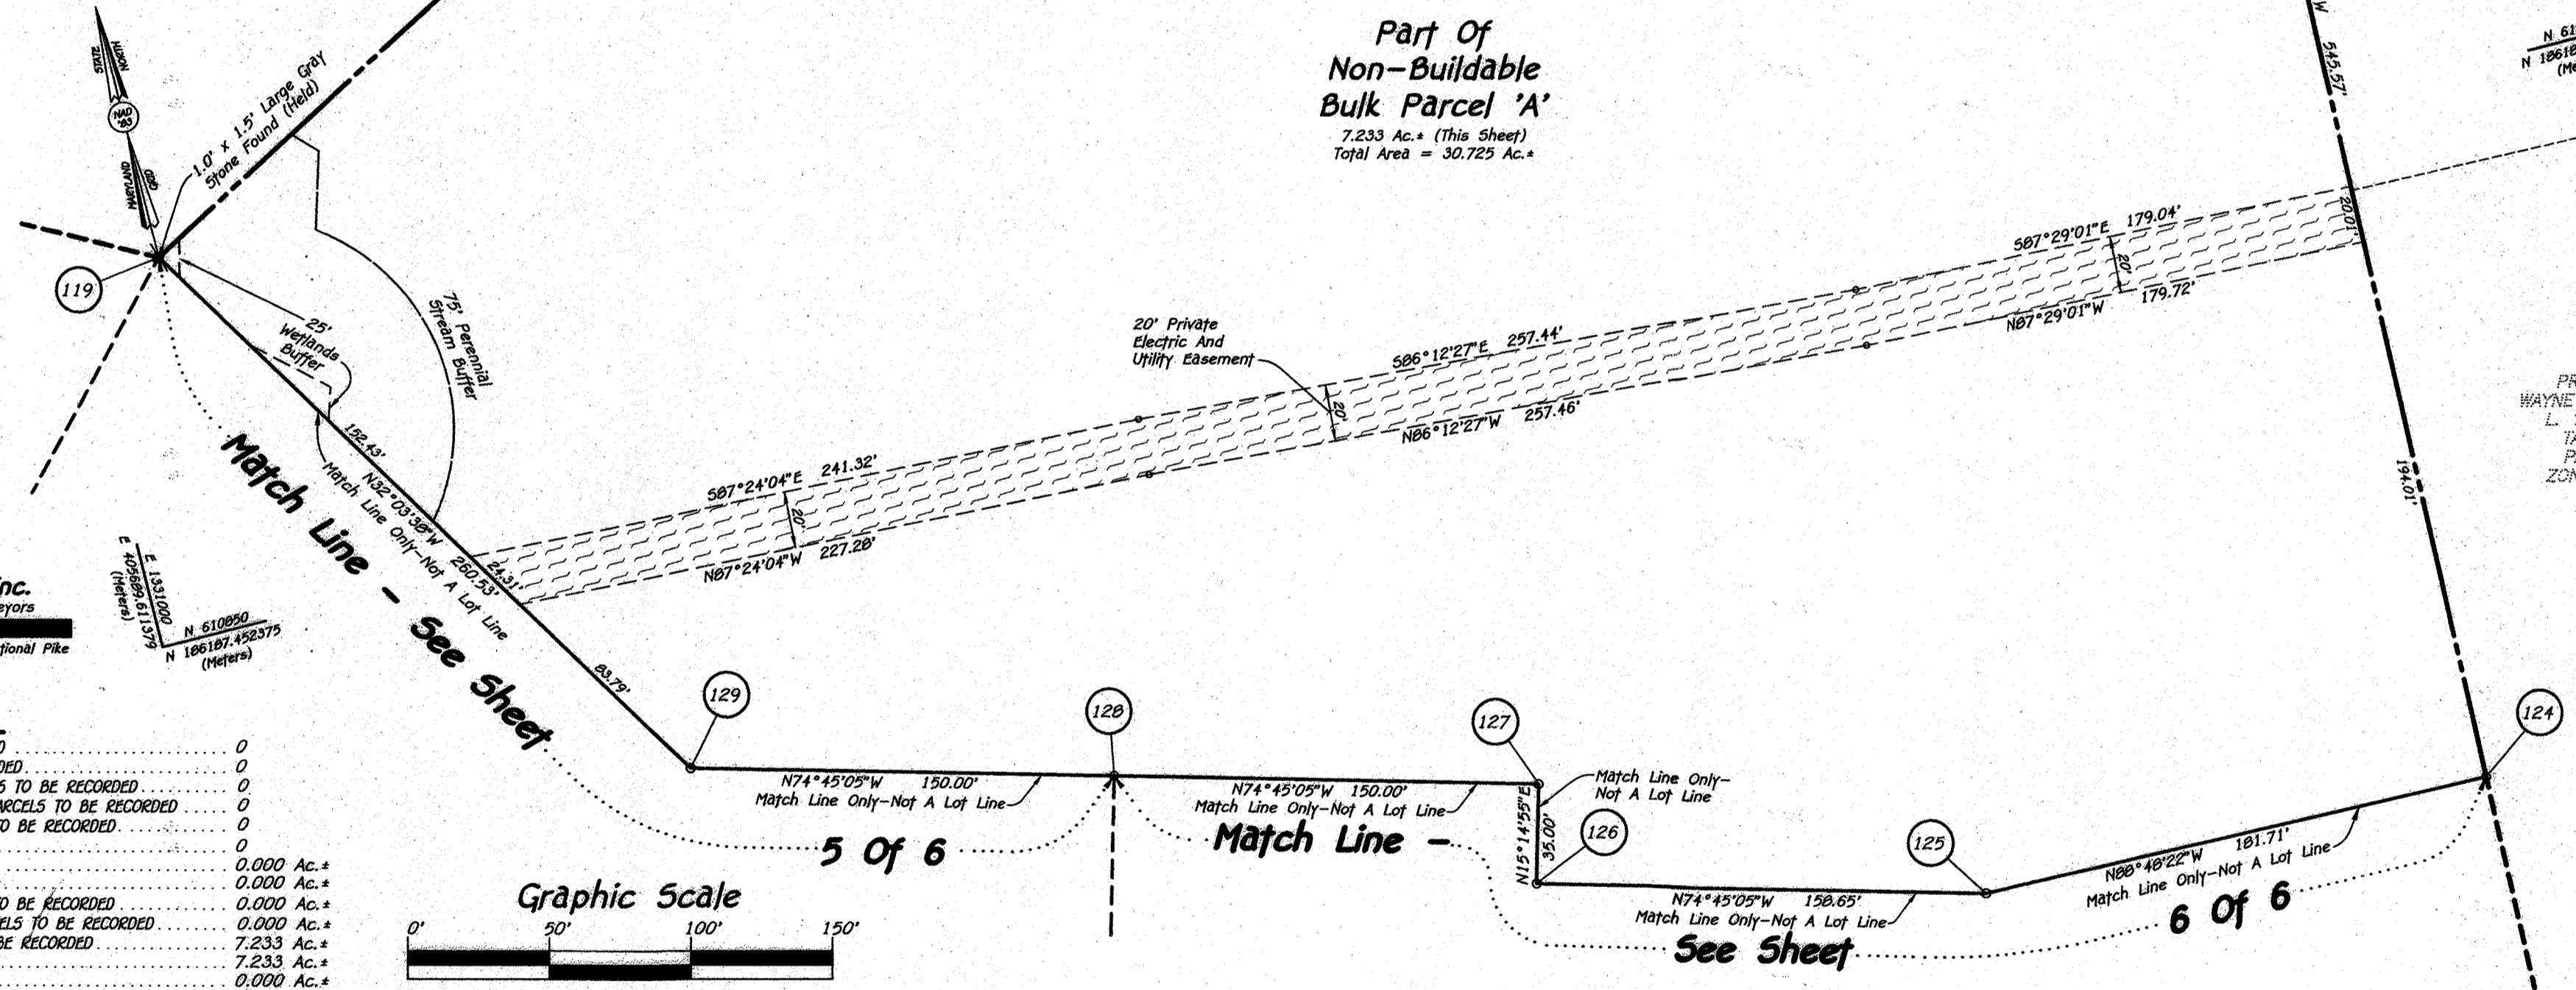 Part Of
Non-Buildable
Bulk Parcel 'A'
7.233 Ac.± (This Sheet)
Total Area = 30.725 Ac.±
STATE
NORTH
NAD
'83
MARYLAND
GRID
1.0' x 1.5' Large Gray
Stone Found (Held)
119
25'
Wetlands
Buffer
75' Perennial
Stream Buffer
152.43'
N32°03'38"W 260.53'
Match Line Only-Not A Lot Line
24.31'
83.79'
Match Line - See Sheet
5 Of 6
20' Private
Electric And
Utility Easement
S87°24'04"E 241.32'
20'
N87°24'04"W 227.28'
S86°12'27"E 257.44'
20'
N86°12'27"W 257.46'
S87°29'01"E 179.04'
20'
N87°29'01"W 179.72'
W
545.57'
20.01'
194.01'
N 61
N 18618
(Me
PR
WAYNE
L.
TA
P
ZON
E 1331000
E 405689.611379
(Meters)
N 610850
N 186187.452375
(Meters)
nc.
eyors
tional Pike
129
128
127
126
125
124
N74°45'05"W 150.00'
Match Line Only-Not A Lot Line
N74°45'05"W 150.00'
Match Line Only-Not A Lot Line
Match Line Only-
Not A Lot Line
N15°14'55"E
35.00'
N74°45'05"W 158.65'
Match Line Only-Not A Lot Line
N88°48'22"W 181.71'
Match Line Only-Not A Lot Line
Match Line -
See Sheet
6 Of 6
D ........ 0
DED ........ 0
S TO BE RECORDED ........ 0
ARCELS TO BE RECORDED ...... 0
TO BE RECORDED ........ 0
........ 0
........ 0.000 Ac.±
........ 0.000 Ac.±
TO BE RECORDED ........ 0.000 Ac.±
ELS TO BE RECORDED ........ 0.000 Ac.±
BE RECORDED ........ 7.233 Ac.±
........ 7.233 Ac.±
........ 0.000 Ac.±
Graphic Scale
0' 50' 100' 150'